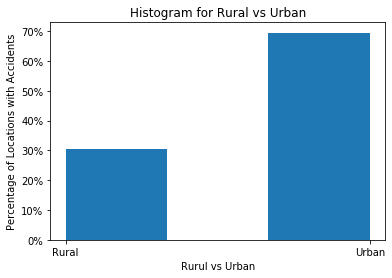 Histogram for Rural vs Urban
Percentage of Locations with Accidents
70%
60%
50%
40%
30%
20%
10%
0%
Rural
Urban
Rurul vs Urban